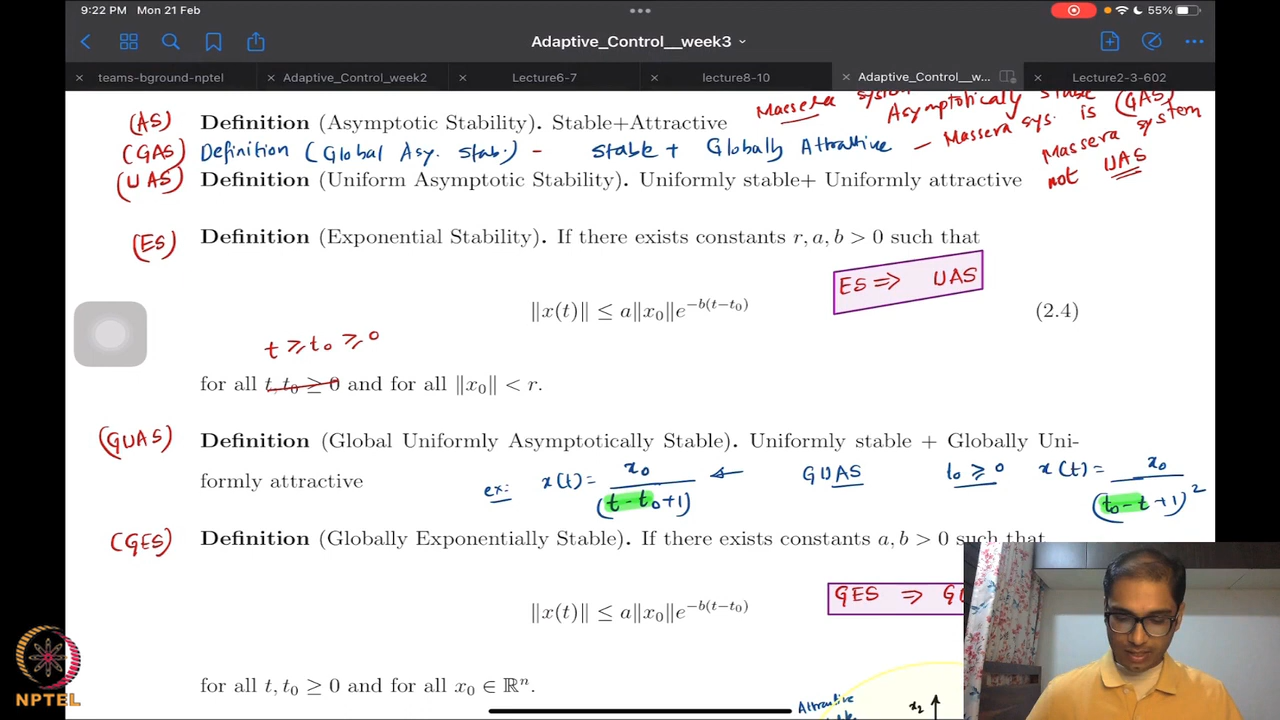 9:22 PM Mon 21 Feb
55%
Adaptive_Control__week3
teams-bground-nptel
Adaptive_Control_week2
Lecture6-7
lecture8-10
Adaptive_Control__w...
Lecture2-3-602
Massera system Asymptotically stable
(AS) Definition (Asymptotic Stability). Stable+Attractive
(GAS) Definition (Global Asy. Stab.) - Stable + Globally Attractive - Massera sys. is (GAS)
(UAS) Definition (Uniform Asymptotic Stability). Uniformly stable+ Uniformly attractive
Massera system
not UAS
(ES) Definition (Exponential Stability). If there exists constants r, a, b > 0 such that
ES ⇒ UAS
‖x(t)‖ ≤ a‖x₀‖e^{−b(t−t₀)} (2.4)
t ≥ t₀ ≥ 0
for all t, t₀ ≥ 0 and for all ‖x₀‖ < r.
(GUAS) Definition (Global Uniformly Asymptotically Stable). Uniformly stable + Globally Uni-
formly attractive
ex: x(t) = x₀/(t - t₀ + 1) ← GUAS t₀ ≥ 0 x(t) = x₀/(t₀ - t + 1)²
(GES) Definition (Globally Exponentially Stable). If there exists constants a, b > 0 such that
GES ⇒
‖x(t)‖ ≤ a‖x₀‖e^{−b(t−t₀)}
for all t, t₀ ≥ 0 and for all x₀ ∈ ℝⁿ.
Attractive
x₂
NPTEL